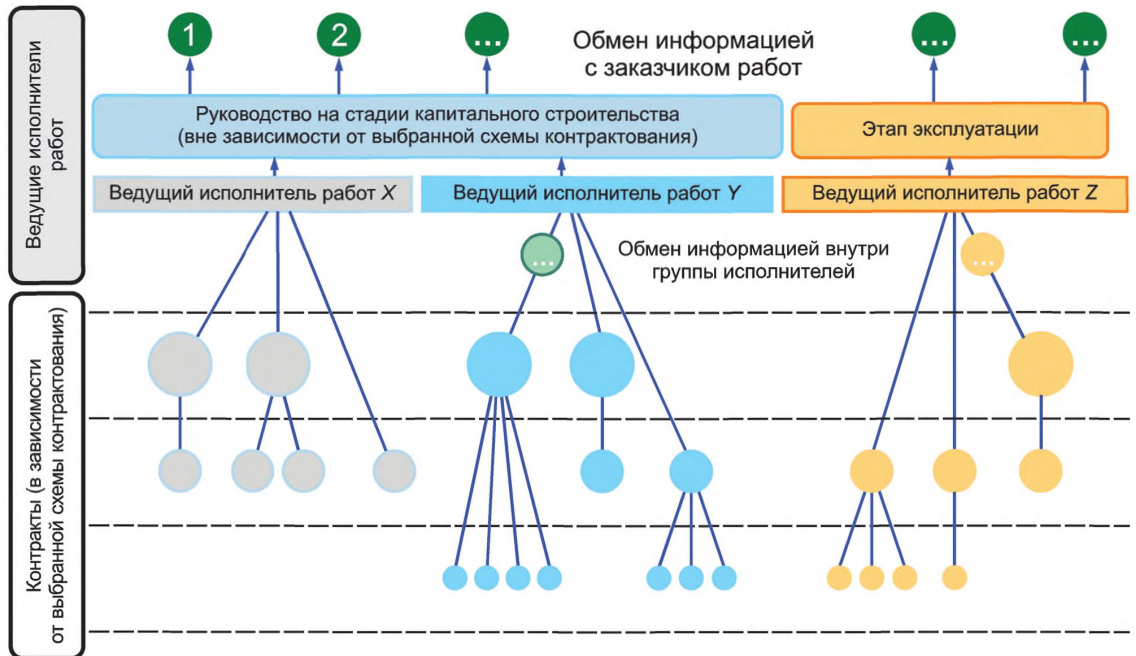 Ведущие исполнители
работ
1
2
...
Обмен информацией
с заказчиком работ
...
...
Руководство на стадии капитального строительства
(вне зависимости от выбранной схемы контрактования)
Этап эксплуатации
Ведущий исполнитель работ X
Ведущий исполнитель работ Y
Ведущий исполнитель работ Z
...
Обмен информацией внутри
группы исполнителей
...
Контракты (в зависимости
от выбранной схемы контрактования)